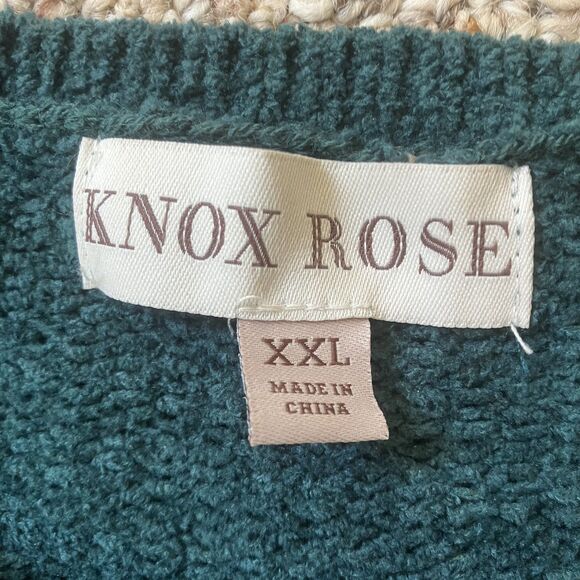 KNOX ROSE
XXL
MADE IN
CHINA